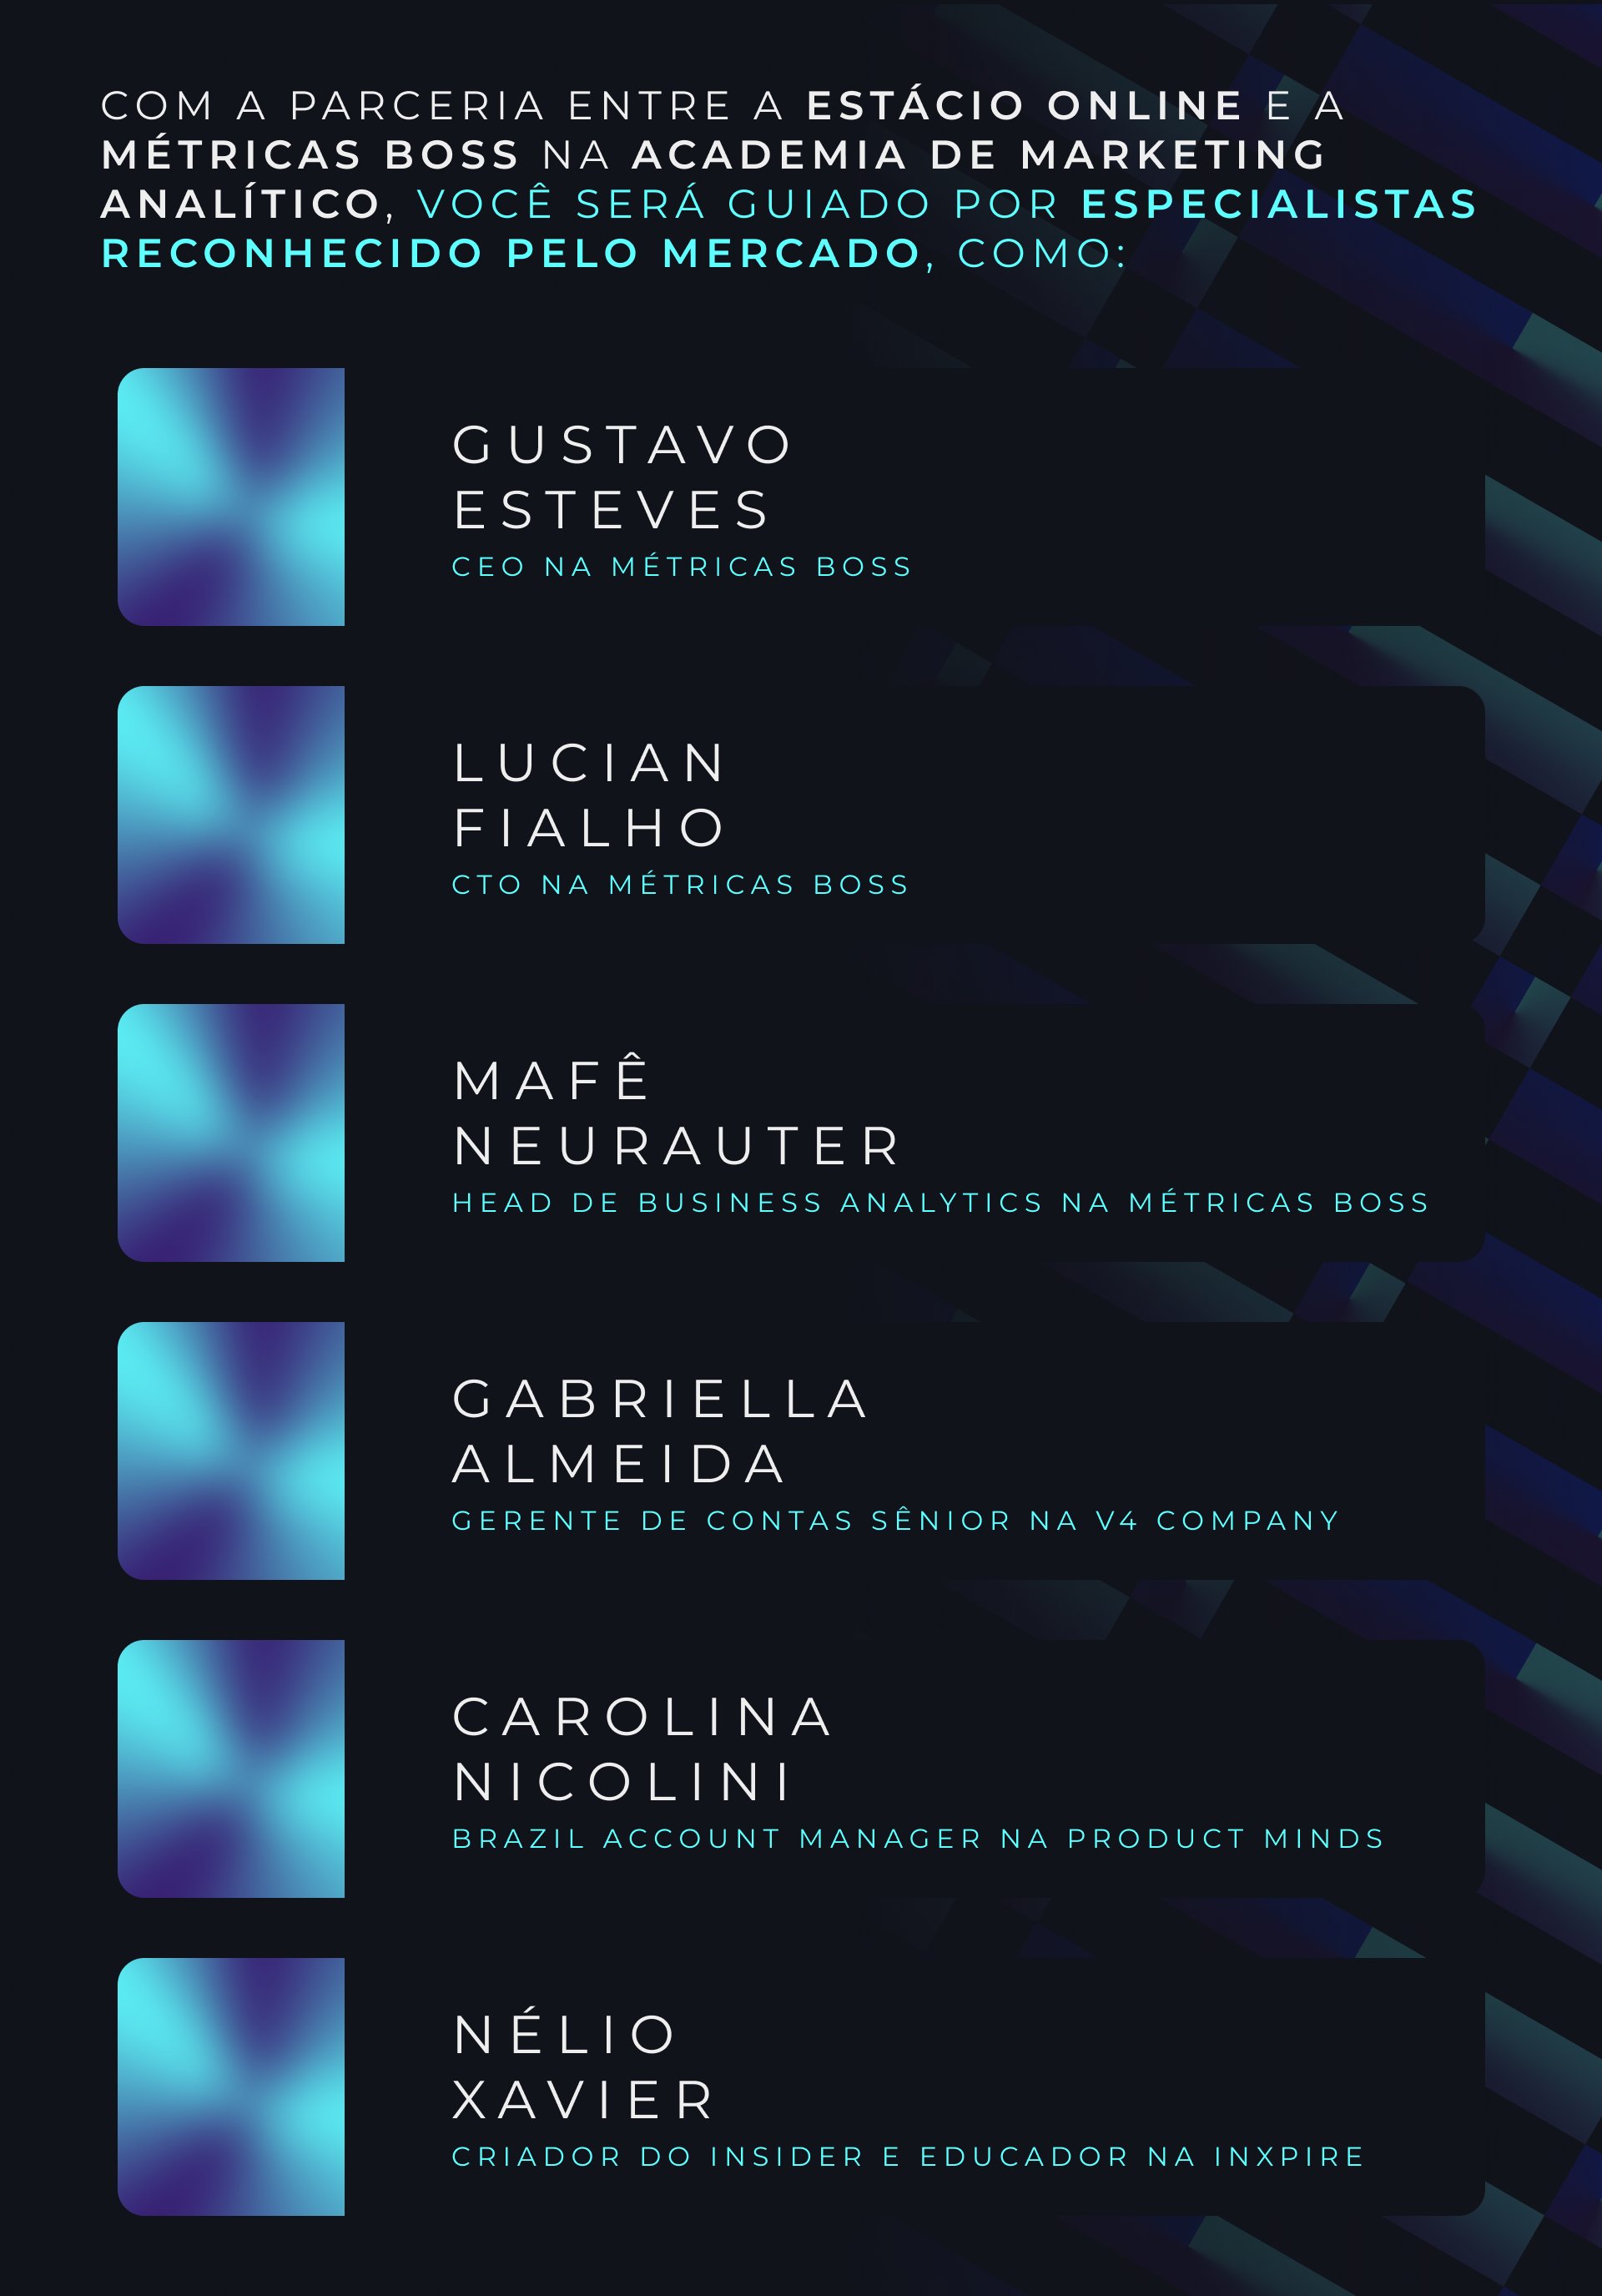 COM A PARCERIA ENTRE A ESTÁCIO ONLINE E A
MÉTRICAS BOSS NA ACADEMIA DE MARKETING
ANALÍTICO, VOCÊ SERÁ GUIADO POR ESPECIALISTAS
RECONHECIDO PELO MERCADO, COMO:
GUSTAVO
ESTEVES
CEO NA MÉTRICAS BOSS
LUCIAN
FIALHO
CTO NA MÉTRICAS BOSS
MAFÊ
NEURAUTER
HEAD DE BUSINESS ANALYTICS NA MÉTRICAS BOSS
GABRIELLA
ALMEIDA
GERENTE DE CONTAS SÊNIOR NA V4 COMPANY
CAROLINA
NICOLINI
BRAZIL ACCOUNT MANAGER NA PRODUCT MINDS
NÉLIO
XAVIER
CRIADOR DO INSIDER E EDUCADOR NA INXPIRE